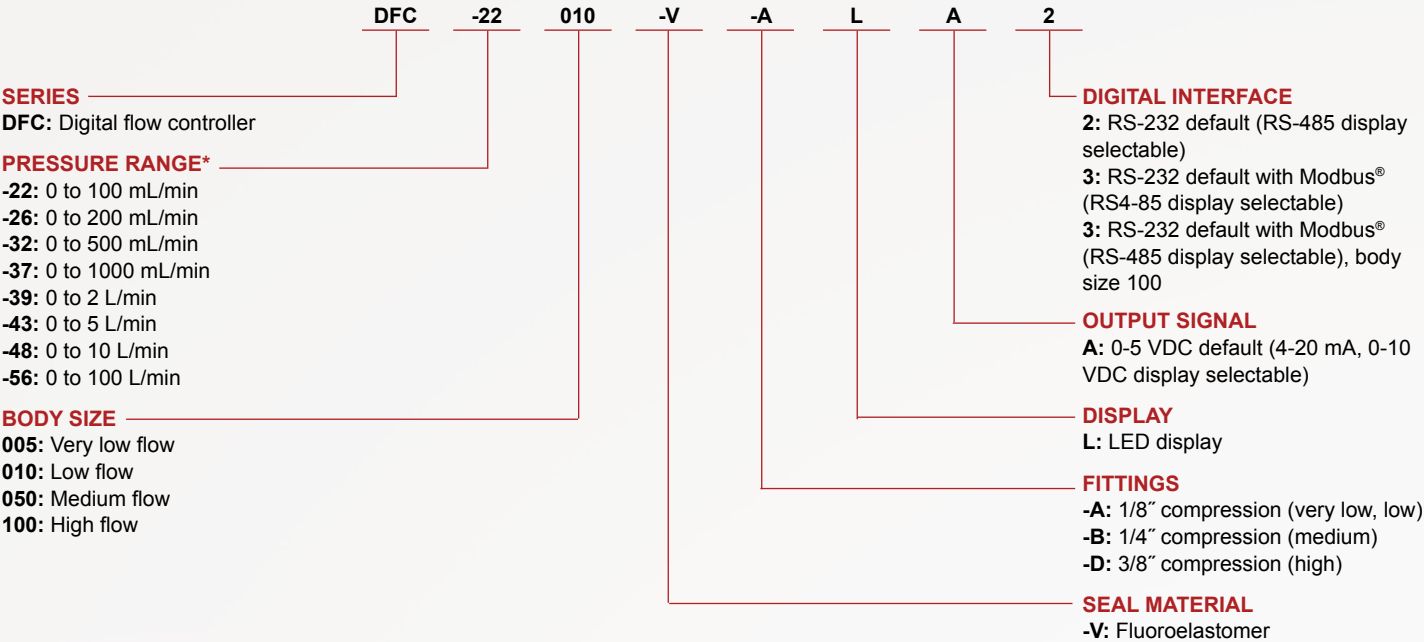 DFC -22 010 -V -A L A 2
SERIES
DFC: Digital flow controller
PRESSURE RANGE*
-22: 0 to 100 mL/min
-26: 0 to 200 mL/min
-32: 0 to 500 mL/min
-37: 0 to 1000 mL/min
-39: 0 to 2 L/min
-43: 0 to 5 L/min
-48: 0 to 10 L/min
-56: 0 to 100 L/min
BODY SIZE
005: Very low flow
010: Low flow
050: Medium flow
100: High flow
DIGITAL INTERFACE
2: RS-232 default (RS-485 display
selectable)
3: RS-232 default with Modbus®
(RS4-85 display selectable)
3: RS-232 default with Modbus®
(RS-485 display selectable), body
size 100
OUTPUT SIGNAL
A: 0-5 VDC default (4-20 mA, 0-10
VDC display selectable)
DISPLAY
L: LED display
FITTINGS
-A: 1/8˝ compression (very low, low)
-B: 1/4˝ compression (medium)
-D: 3/8˝ compression (high)
SEAL MATERIAL
-V: Fluoroelastomer